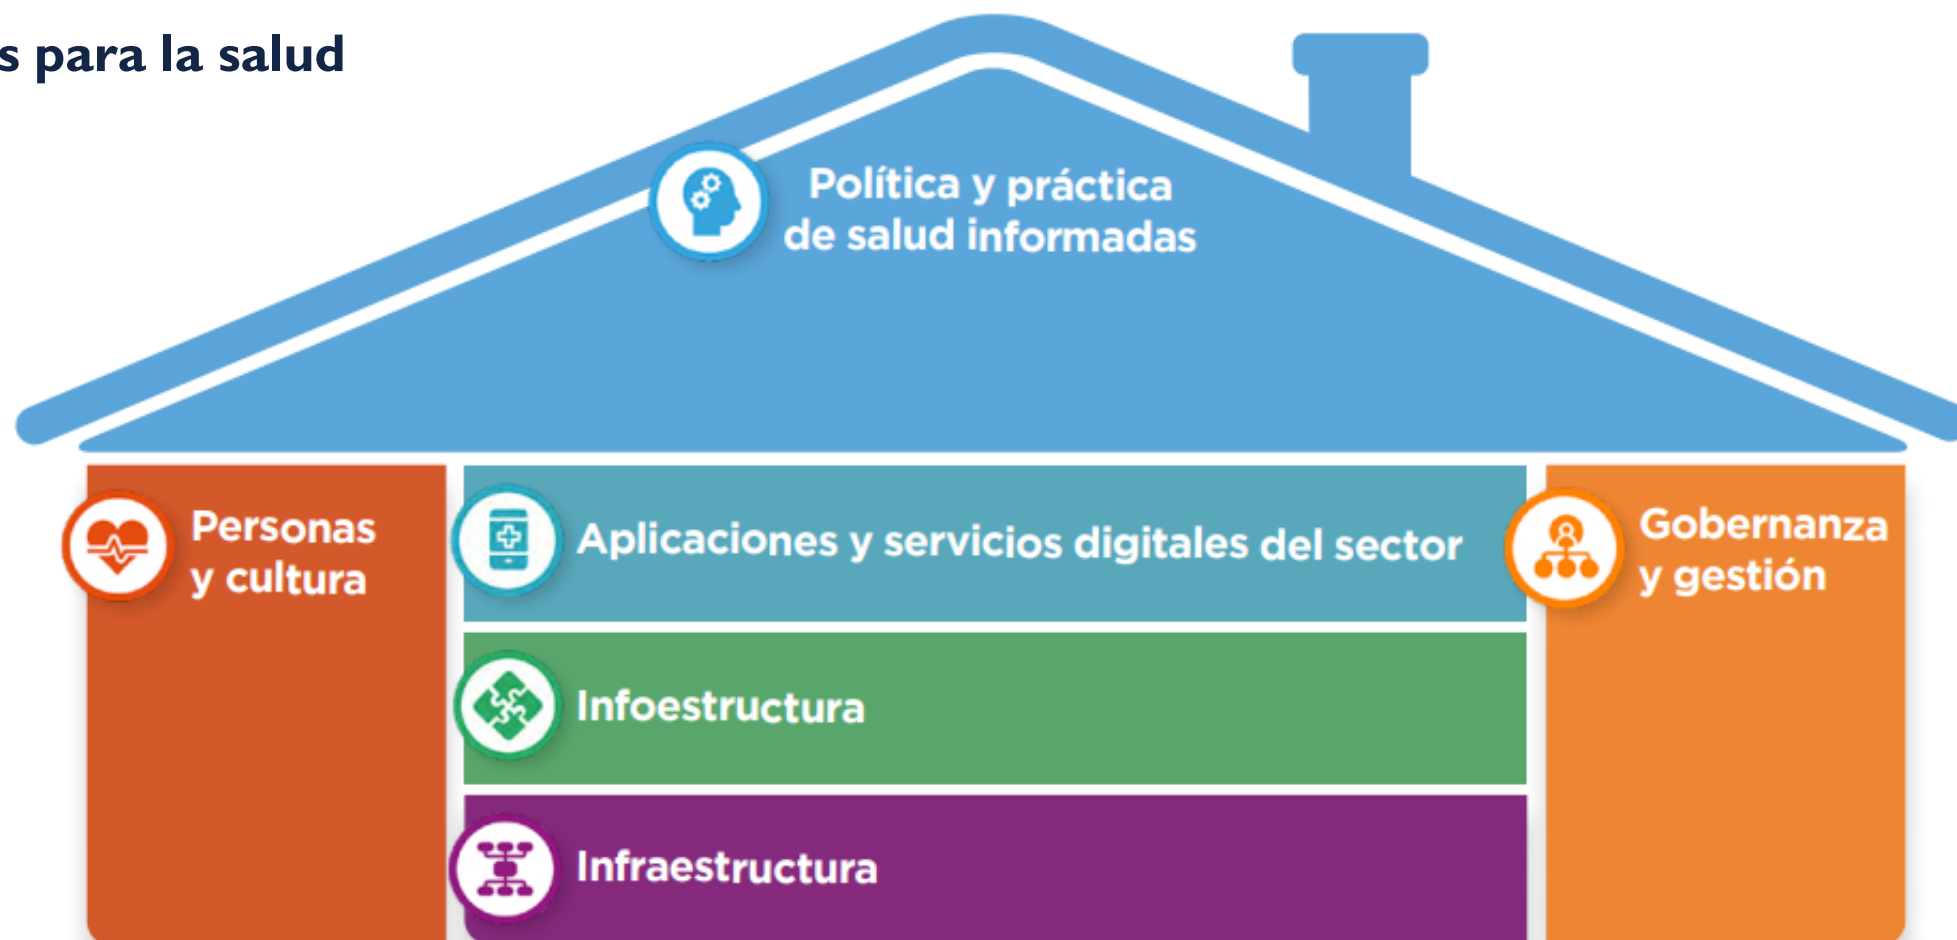 s para la salud
Política y práctica
de salud informadas
Personas
y cultura
Aplicaciones y servicios digitales del sector
Gobernanza
y gestión
Infoestructura
Infraestructura